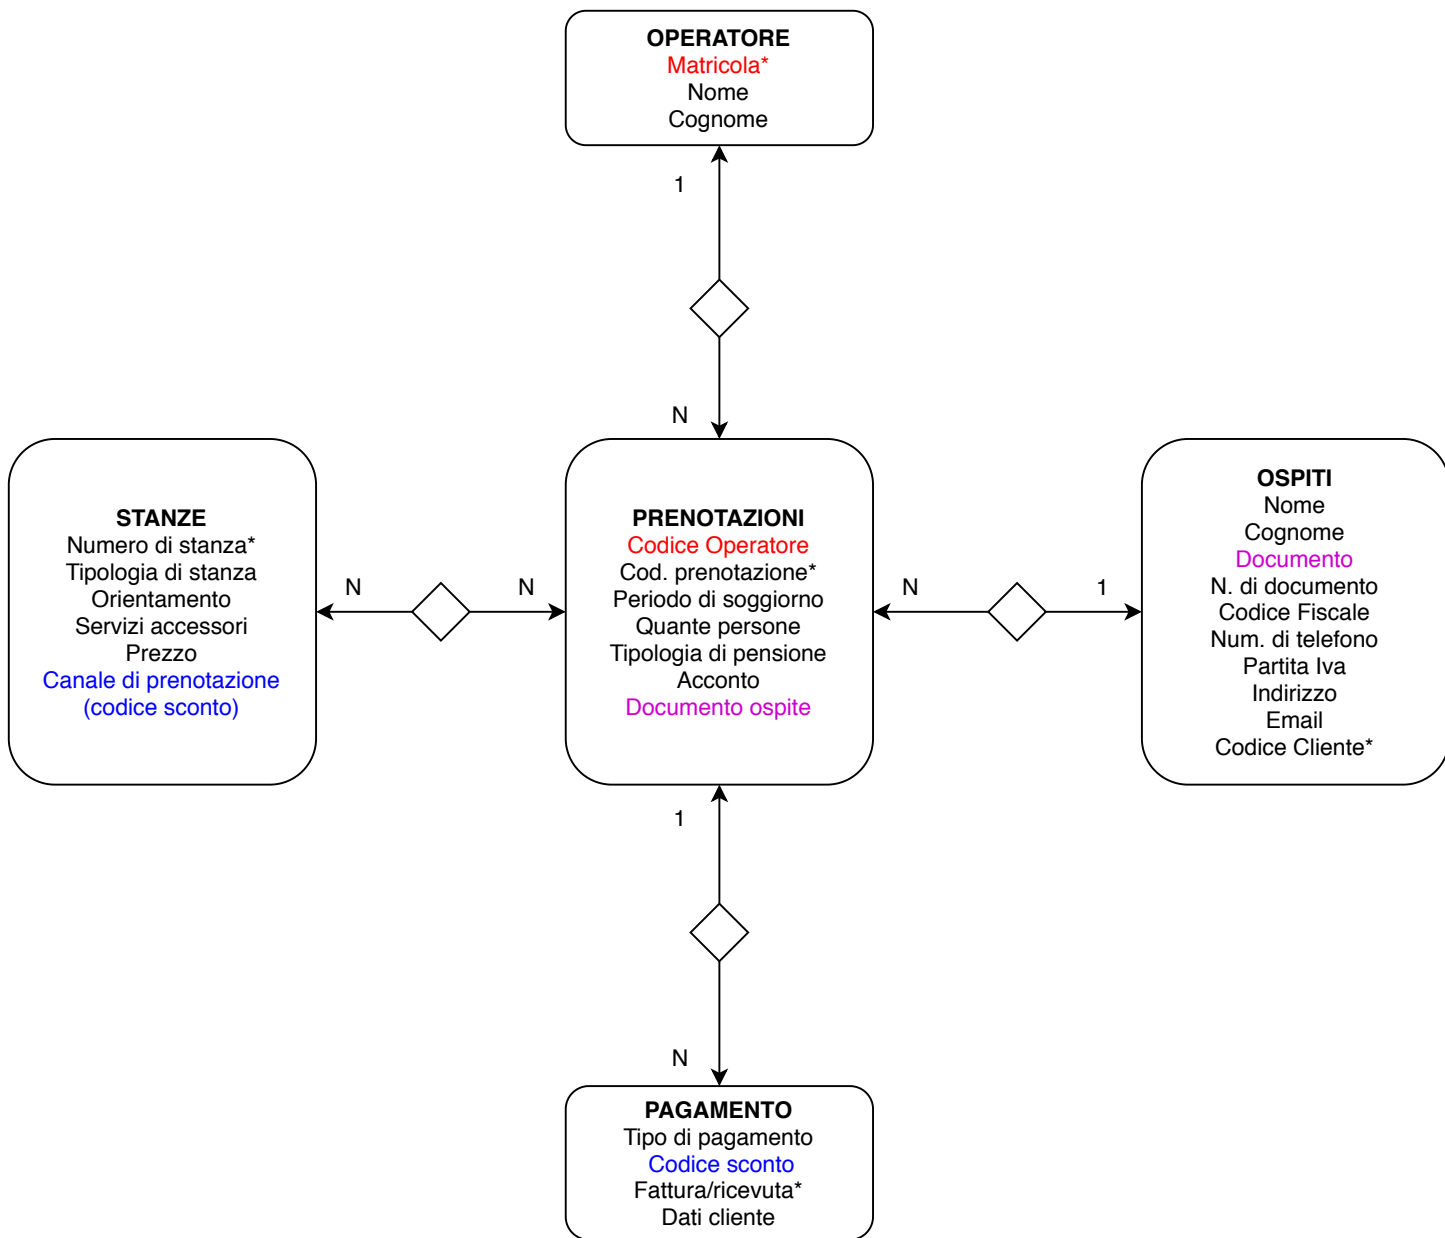 OPERATORE
Matricola*
Nome
Cognome
1
N
STANZE
Numero di stanza*
Tipologia di stanza
Orientamento
Servizi accessori
Prezzo
Canale di prenotazione
(codice sconto)
N
N
PRENOTAZIONI
Codice Operatore
Cod. prenotazione*
Periodo di soggiorno
Quante persone
Tipologia di pensione
Acconto
Documento ospite
N
1
OSPITI
Nome
Cognome
Documento
N. di documento
Codice Fiscale
Num. di telefono
Partita Iva
Indirizzo
Email
Codice Cliente*
1
N
PAGAMENTO
Tipo di pagamento
Codice sconto
Fattura/ricevuta*
Dati cliente